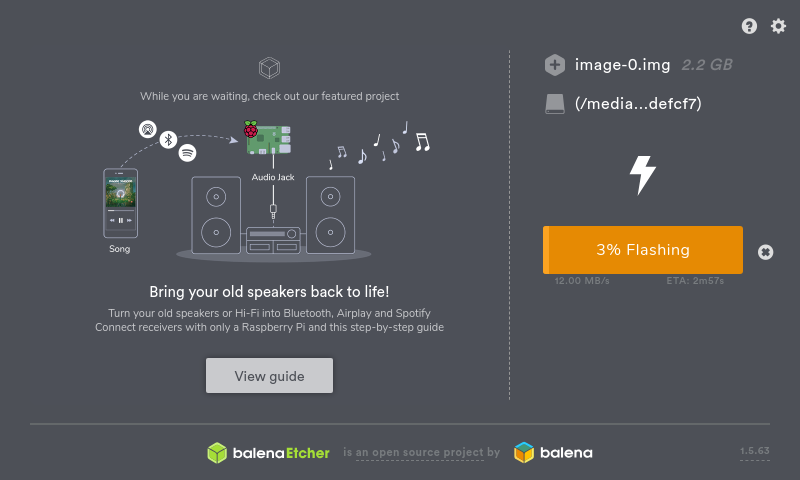 While you are waiting, check out our featured project
Audio Jack
Song
Bring your old speakers back to life!
Turn your old speakers or Hi-Fi into Bluetooth, Airplay and Spotify
Connect receivers with only a Raspberry Pi and this step-by-step guide
View guide
image-0.img 2.2 GB
(/media...defcf7)
3% Flashing
12.00 MB/s ETA: 2m57s
balenaEtcher is an open source project by balena
1.5.63